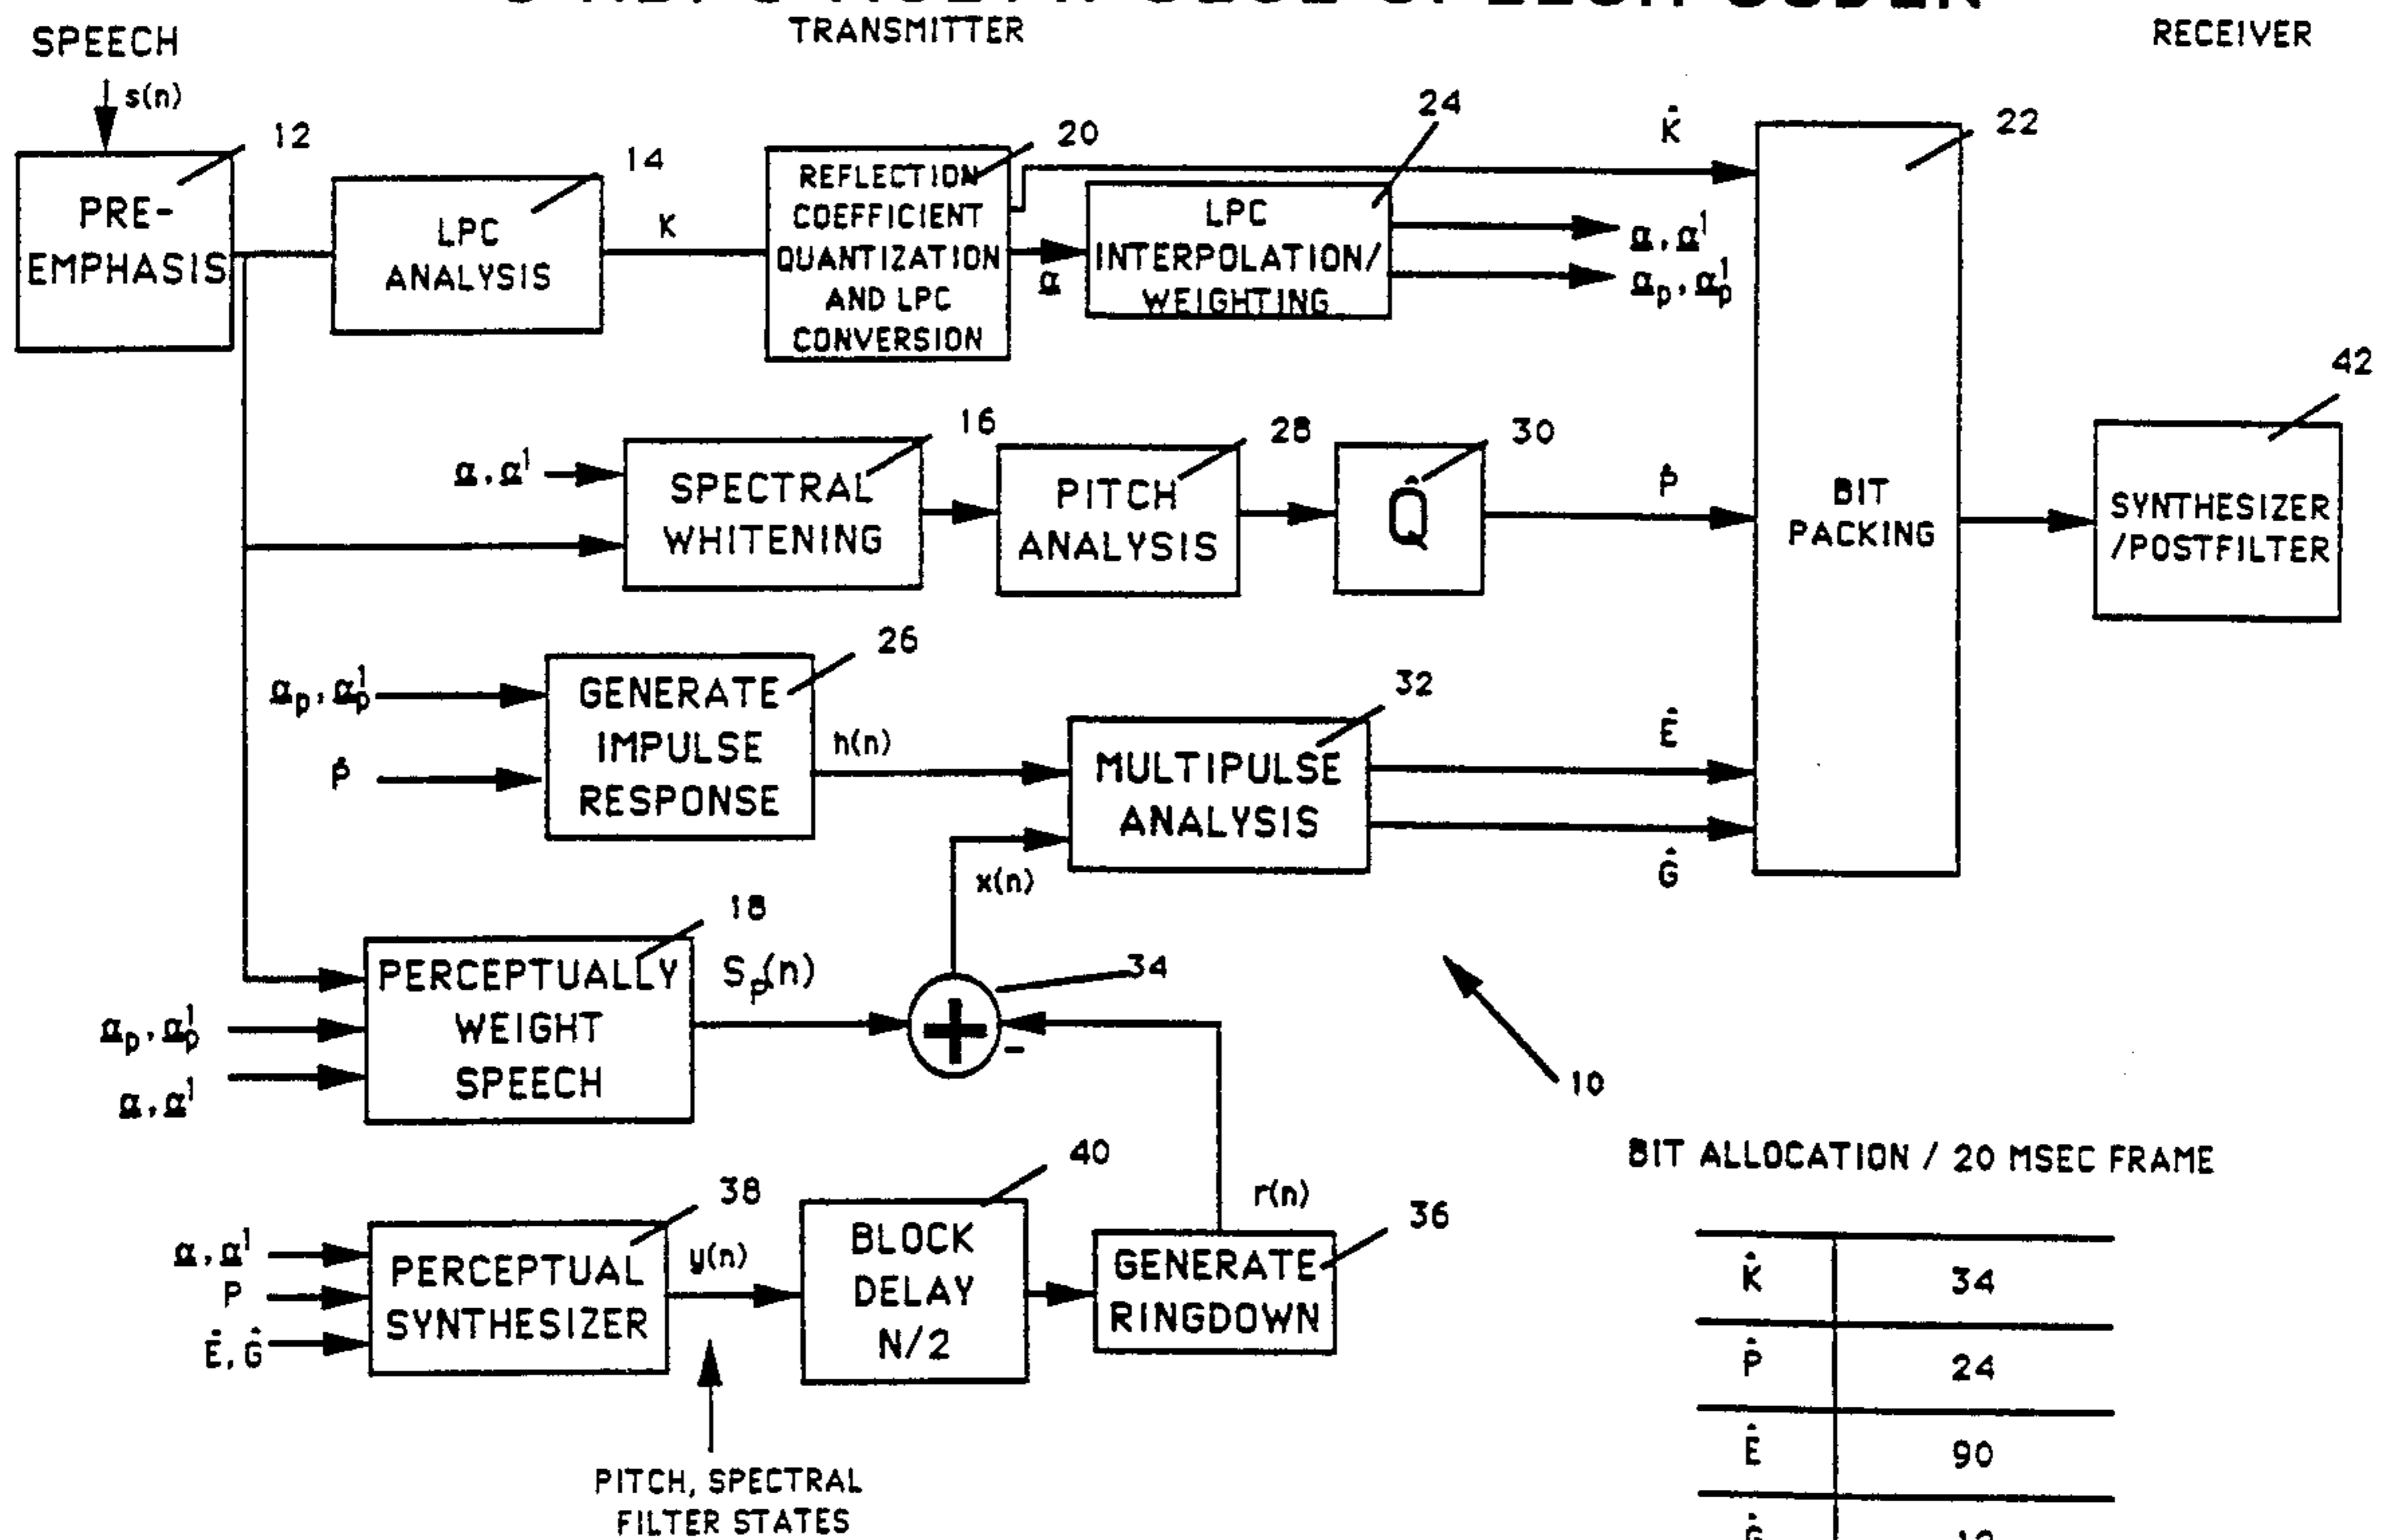 TRANSMITTER
RECEIVER
SPEECH
s(n)
12
PRE-
EMPHASIS
14
LPC
ANALYSIS
K
20
REFLECTION
COEFFICIENT
QUANTIZATION
AND LPC
CONVERSION
α
24
LPC
INTERPOLATION/
WEIGHTING
K̂
α, α¹
αₚ, αₚ¹
22
BIT
PACKING
42
SYNTHESIZER
/POSTFILTER
α, α¹
16
SPECTRAL
WHITENING
28
PITCH
ANALYSIS
30
Q̂
P̂
αₚ, αₚ¹
P̂
26
GENERATE
IMPULSE
RESPONSE
h(n)
32
MULTIPULSE
ANALYSIS
Ê
Ĝ
x(n)
18
PERCEPTUALLY
WEIGHT
SPEECH
αₚ, αₚ¹
α, α¹
Sₚ(n)
34
+
-
10
38
PERCEPTUAL
SYNTHESIZER
α, α¹
P
Ê, Ĝ
y(n)
40
BLOCK
DELAY
N/2
r(n)
36
GENERATE
RINGDOWN
PITCH, SPECTRAL
FILTER STATES
BIT ALLOCATION / 20 MSEC FRAME
K̂ 34
P̂ 24
Ê 90